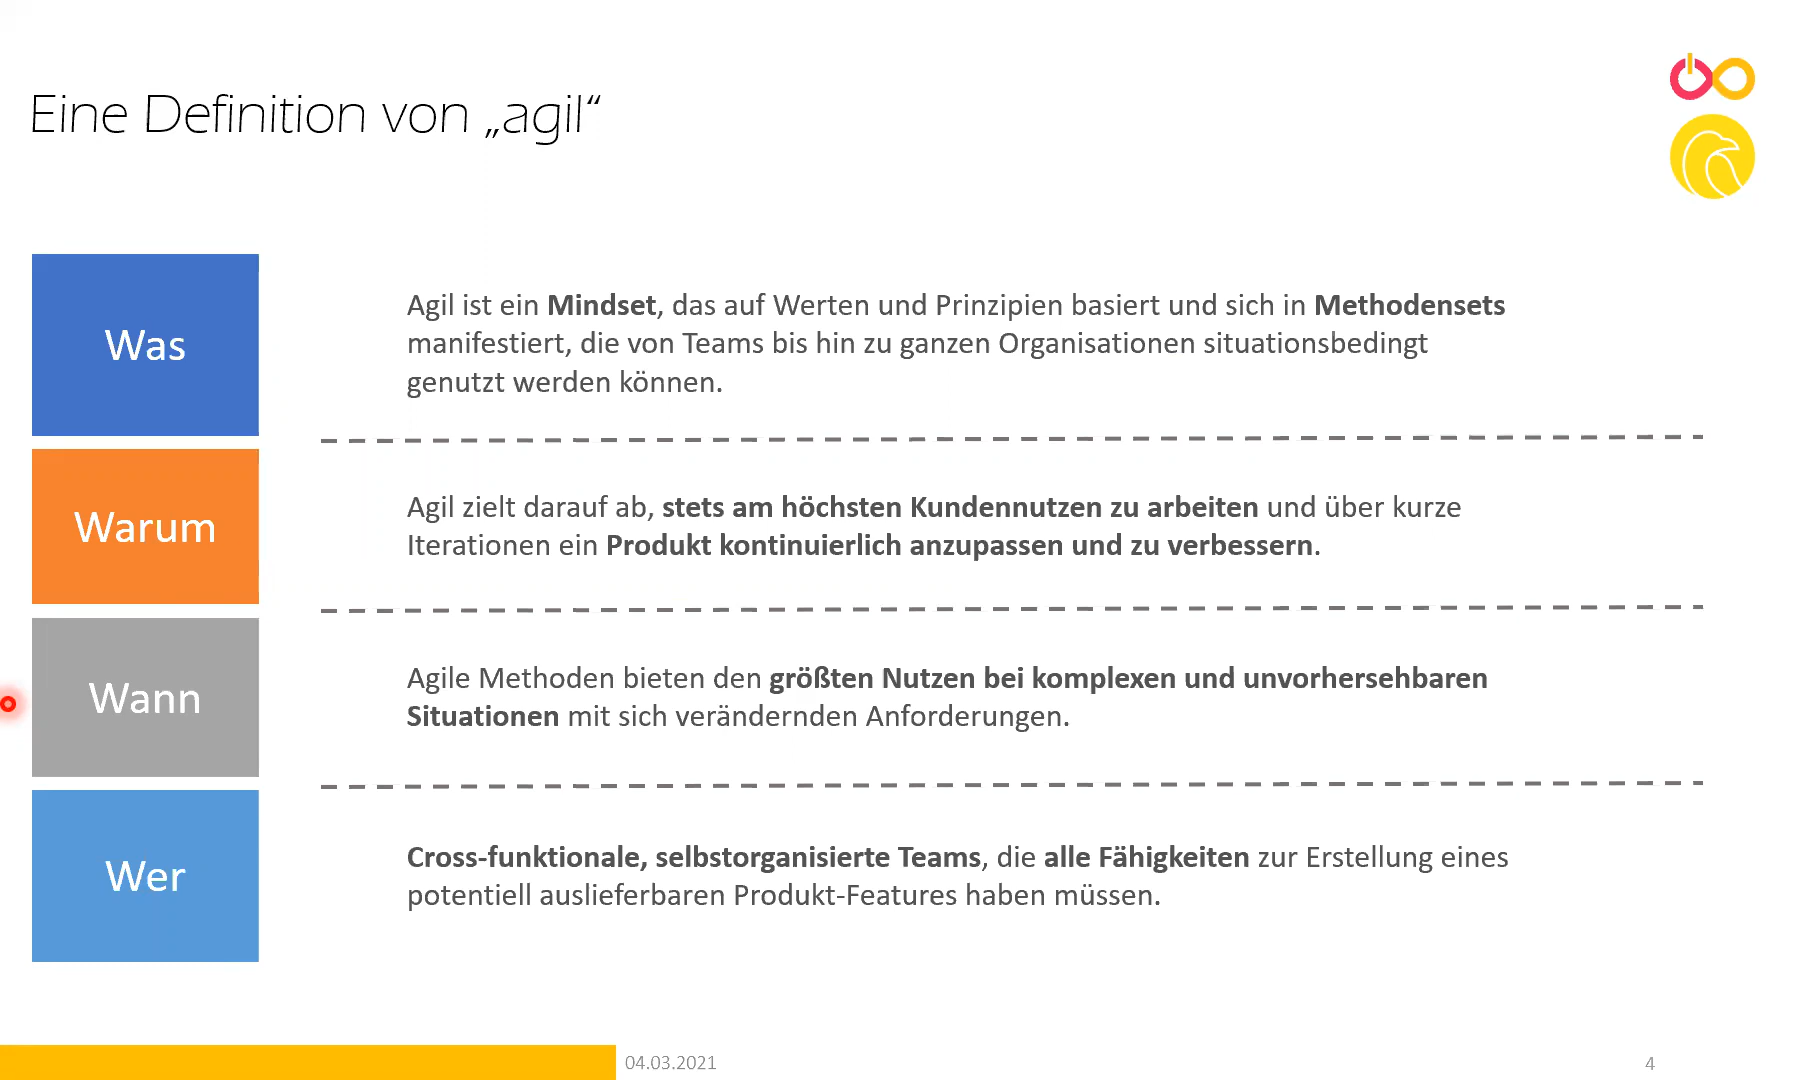 Eine Definition von „agil“
Was
Agil ist ein Mindset, das auf Werten und Prinzipien basiert und sich in Methodensets
manifestiert, die von Teams bis hin zu ganzen Organisationen situationsbedingt
genutzt werden können.
Warum
Agil zielt darauf ab, stets am höchsten Kundennutzen zu arbeiten und über kurze
Iterationen ein Produkt kontinuierlich anzupassen und zu verbessern.
Wann
Agile Methoden bieten den größten Nutzen bei komplexen und unvorhersehbaren
Situationen mit sich verändernden Anforderungen.
Wer
Cross-funktionale, selbstorganisierte Teams, die alle Fähigkeiten zur Erstellung eines
potentiell auslieferbaren Produkt-Features haben müssen.
04.03.2021
4